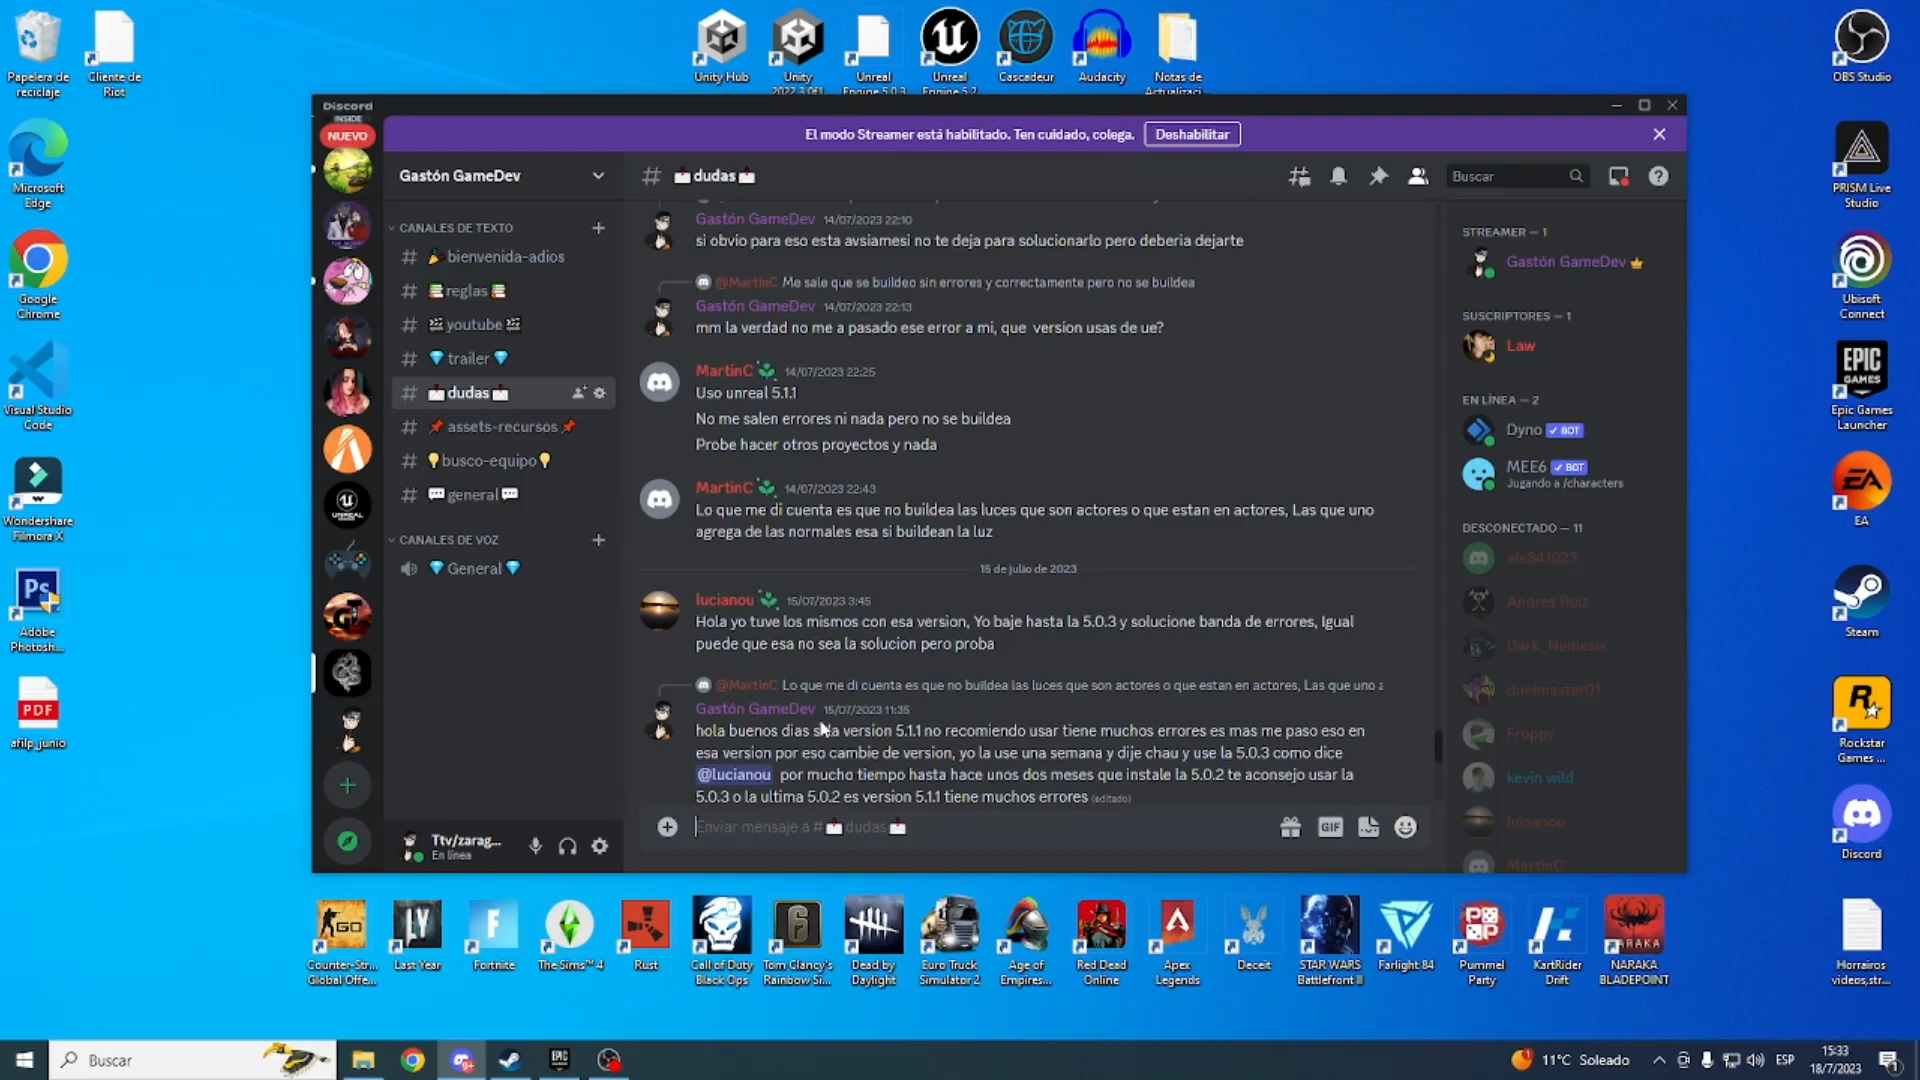 Papelera de
reciclaje
Cliente de
Riot
Unity Hub
Unity
2022.3.0f1
Unreal
Engine 5.0.3
Unreal
Engine 5.2
Cascadeur
Audacity
Notas de
Actualizaci...
OBS Studio
Microsoft
Edge
Google
Chrome
Visual Studio
Code
Wondershare
Filmora X
Adobe
Photosh...
PDF
afilp_junio
PRISM Live
Studio
Ubisoft
Connect
Epic Games
Launcher
EA
Steam
Rockstar
Games ...
Discord
Horrairos
videos,str...
Discord
INSIDE
NUEVO
El modo Streamer está habilitado. Ten cuidado, colega.
Deshabilitar
Gastón GameDev
dudas
Buscar
CANALES DE TEXTO
bienvenida-adios
reglas
youtube
trailer
dudas
assets-recursos
busco-equipo
general
CANALES DE VOZ
General
Ttv/zarag...
En línea
Gastón GameDev 14/07/2023 22:10
si obvio para eso esta avsiamesi no te deja para solucionarlo pero deberia dejarte
@MartinC Me sale que se buildeo sin errores y correctamente pero no se buildea
Gastón GameDev 14/07/2023 22:13
mm la verdad no me a pasado ese error a mi, que version usas de ue?
MartinC 14/07/2023 22:25
Uso unreal 5.1.1
No me salen errores ni nada pero no se buildea
Probe hacer otros proyectos y nada
MartinC 14/07/2023 22:43
Lo que me di cuenta es que no buildea las luces que son actores o que estan en actores, Las que uno
agrega de las normales esa si buildean la luz
15 de julio de 2023
lucianou 15/07/2023 3:45
Hola yo tuve los mismos con esa version, Yo baje hasta la 5.0.3 y solucione banda de errores, Igual
puede que esa no sea la solucion pero proba
@MartinC Lo que me di cuenta es que no buildea las luces que son actores o que estan en actores, Las que uno a
Gastón GameDev 15/07/2023 11:35
hola buenos dias s la version 5.1.1 no recomiendo usar tiene muchos errores es mas me paso eso en
esa version por eso cambie de version, yo la use una semana y dije chau y use la 5.0.3 como dice
@lucianou por mucho tiempo hasta hace unos dos meses que instale la 5.0.2 te aconsejo usar la
5.0.3 o la ultima 5.0.2 es version 5.1.1 tiene muchos errores (editado)
Enviar mensaje a # dudas
GIF
STREAMER — 1
Gastón GameDev
SUSCRIPTORES — 1
Law
EN LÍNEA — 2
Dyno BOT
MEE6 BOT
Jugando a /characters
DESCONECTADO — 11
ale841023
Andres Ruiz
Dark_Nemesis
duelmaster01
Froppy
kevin wild
lucianou
MartinC
Counter-Str...
Global Offe...
Last Year
Fortnite
The Sims™ 4
Rust
Call of Duty
Black Ops
Tom Clancy's
Rainbow Si...
Dead by
Daylight
Euro Truck
Simulator 2
Age of
Empires...
Red Dead
Online
Apex
Legends
Deceit
STAR WARS
Battlefront II
Farlight 84
Pummel
Party
KartRider
Drift
NARAKA
BLADEPOINT
Buscar
11°C Soleado
ESP
15:33
18/7/2023